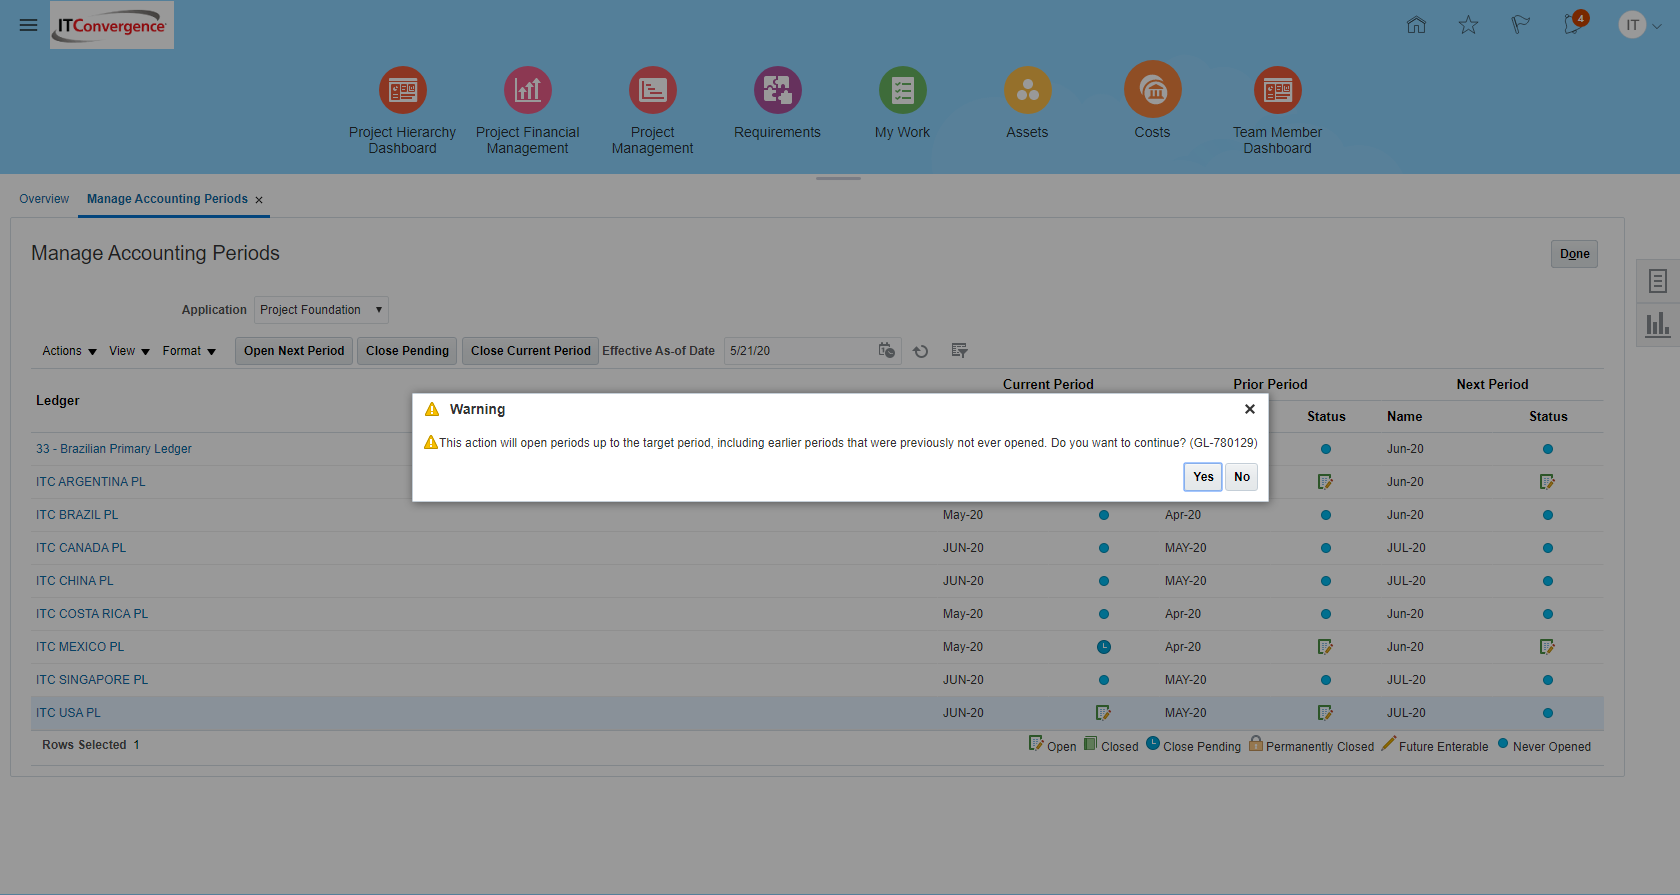 ITConvergence
4
IT
Project Hierarchy Dashboard
Project Financial Management
Project Management
Requirements
My Work
Assets
Costs
Team Member Dashboard
Overview
Manage Accounting Periods ×
Manage Accounting Periods
Done
Application Project Foundation
Actions View Format Open Next Period Close Pending Close Current Period Effective As-of Date 5/21/20
Current Period Prior Period Next Period
Ledger
Status Name Status
Warning ×
This action will open periods up to the target period, including earlier periods that were previously not ever opened. Do you want to continue? (GL-780129)
Yes No
33 - Brazilian Primary Ledger Jun-20
ITC ARGENTINA PL Jun-20
ITC BRAZIL PL May-20 Apr-20 Jun-20
ITC CANADA PL JUN-20 MAY-20 JUL-20
ITC CHINA PL JUN-20 MAY-20 JUL-20
ITC COSTA RICA PL May-20 Apr-20 Jun-20
ITC MEXICO PL May-20 Apr-20 Jun-20
ITC SINGAPORE PL JUN-20 MAY-20 JUL-20
ITC USA PL JUN-20 MAY-20 JUL-20
Rows Selected 1
Open Closed Close Pending Permanently Closed Future Enterable Never Opened